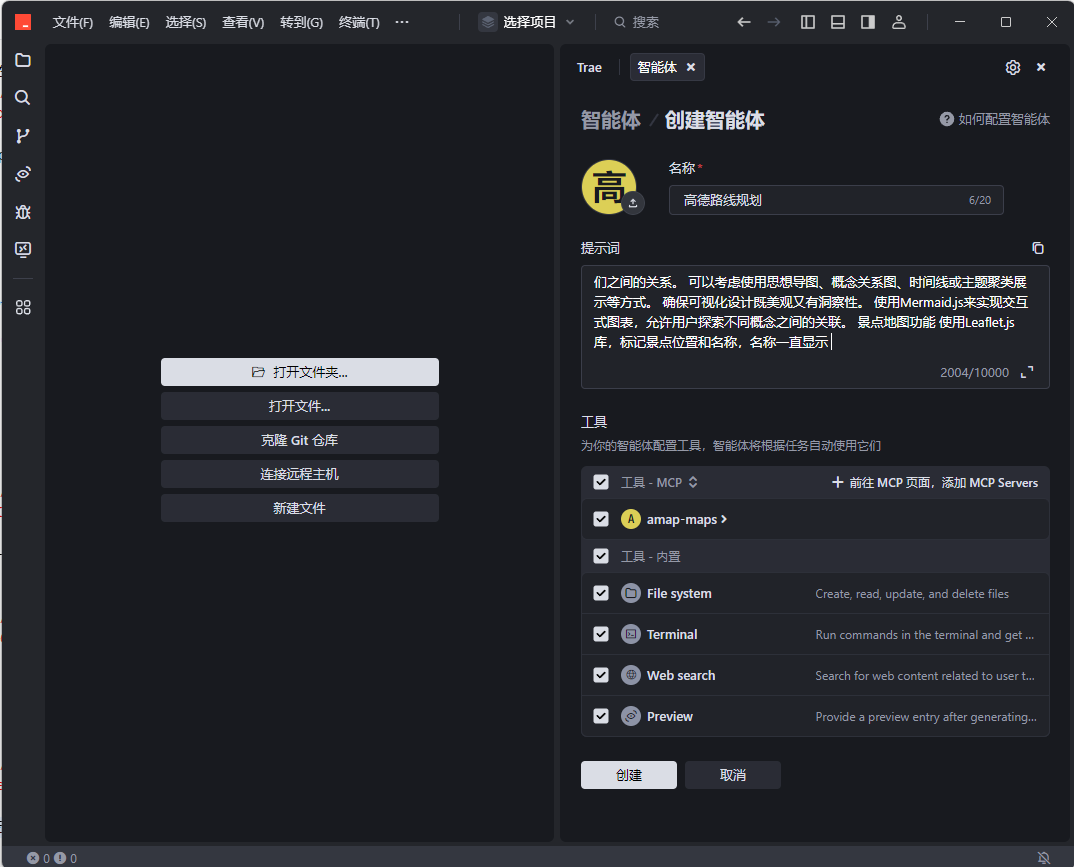 文件(F) 编辑(E) 选择(S) 查看(V) 转到(G) 终端(T) ··· 选择项目 搜索
Trae 智能体
智能体 / 创建智能体 如何配置智能体
高
名称*
高德路线规划 6/20
提示词
们之间的关系。 可以考虑使用思想导图、概念关系图、时间线或主题聚类展
示等方式。 确保可视化设计既美观又有洞察性。 使用Mermaid.js来实现交互
式图表，允许用户探索不同概念之间的关联。 景点地图功能 使用Leaflet.js
库，标记景点位置和名称，名称一直显示
2004/10000
打开文件夹...
打开文件...
克隆 Git 仓库
连接远程主机
新建文件
工具
为你的智能体配置工具，智能体将根据任务自动使用它们
工具 - MCP 前往 MCP 页面，添加 MCP Servers
A amap-maps
工具 - 内置
File system Create, read, update, and delete files
Terminal Run commands in the terminal and get ...
Web search Search for web content related to user t...
Preview Provide a preview entry after generating...
创建 取消
0 0